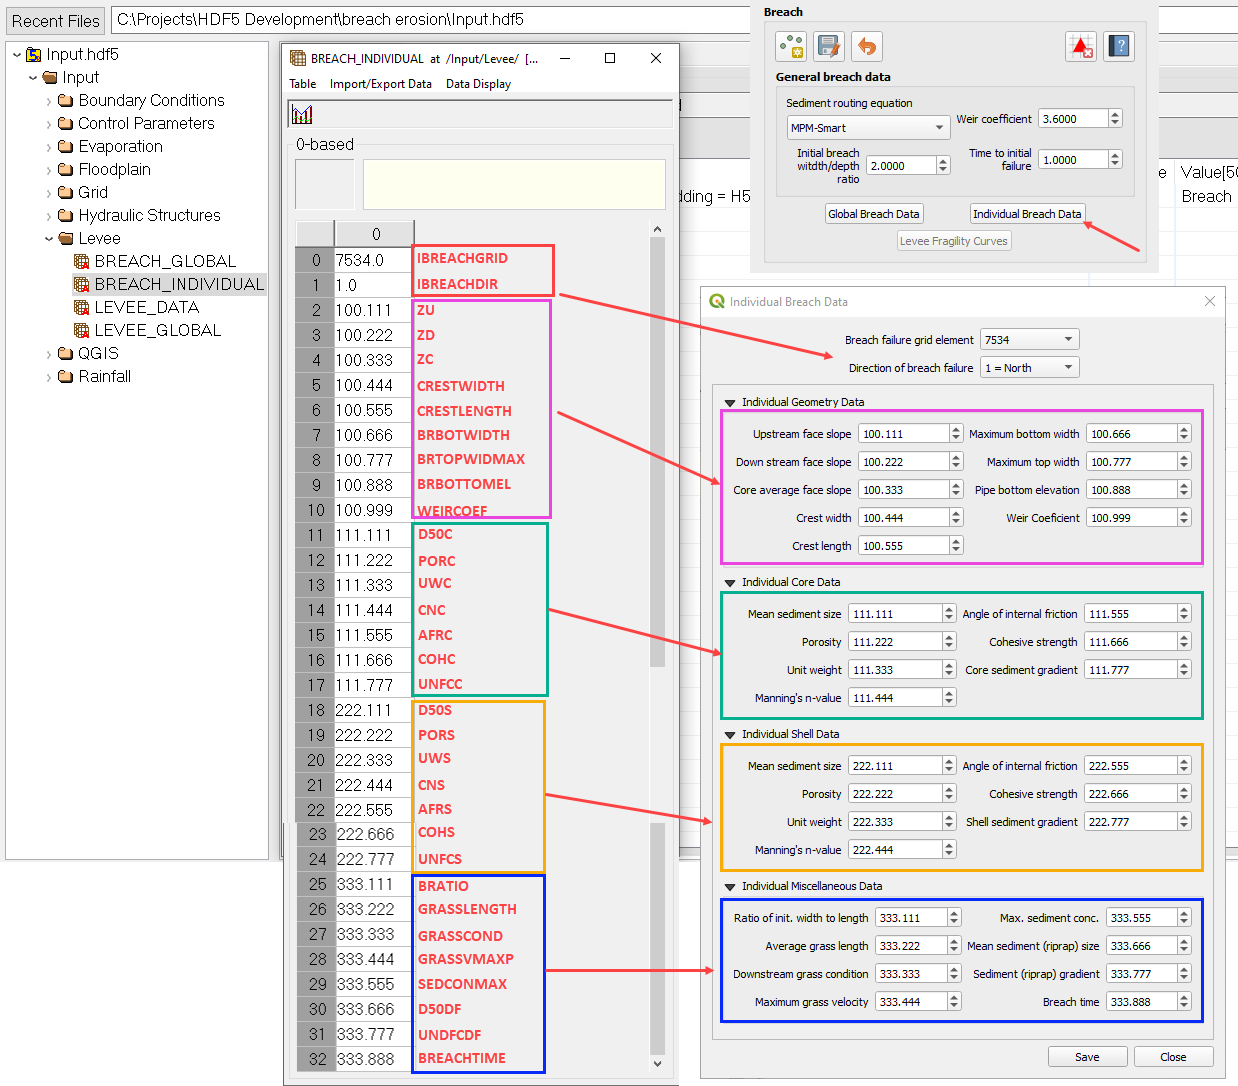 Recent Files
C:\Projects\HDF5 Development\breach erosion\Input.hdf5
Input.hdf5
Input
Boundary Conditions
Control Parameters
Evaporation
Floodplain
Grid
Hydraulic Structures
Levee
BREACH_GLOBAL
BREACH_INDIVIDUAL
LEVEE_DATA
LEVEE_GLOBAL
QGIS
Rainfall
BREACH_INDIVIDUAL at /Input/Levee/ [...
Table Import/Export Data Data Display
0-based
0
0 7534.0 IBREACHGRID
1 1.0 IBREACHDIR
2 100.111 ZU
3 100.222 ZD
4 100.333 ZC
5 100.444 CRESTWIDTH
6 100.555 CRESTLENGTH
7 100.666 BRBOTWIDTH
8 100.777 BRTOPWIDMAX
9 100.888 BRBOTTOMEL
10 100.999 WEIRCOEF
11 111.111 D50C
12 111.222 PORC
13 111.333 UWC
14 111.444 CNC
15 111.555 AFRC
16 111.666 COHC
17 111.777 UNFCC
18 222.111 D50S
19 222.222 PORS
20 222.333 UWS
21 222.444 CNS
22 222.555 AFRS
23 222.666 COHS
24 222.777 UNFCS
25 333.111 BRATIO
26 333.222 GRASSLENGTH
27 333.333 GRASSCOND
28 333.444 GRASSVMAXP
29 333.555 SEDCONMAX
30 333.666 D50DF
31 333.777 UNDFCDF
32 333.888 BREACHTIME
dding = H5
e Value[50
Breach
Breach
General breach data
Sediment routing equation
MPM-Smart
Weir coefficient 3.6000
Initial breach
witdth/depth
ratio
2.0000
Time to initial
failure
1.0000
Global Breach Data Individual Breach Data
Levee Fragility Curves
Individual Breach Data
Breach failure grid element 7534
Direction of breach failure 1 = North
Individual Geometry Data
Upstream face slope 100.111 Maximum bottom width 100.666
Down stream face slope 100.222 Maximum top width 100.777
Core average face slope 100.333 Pipe bottom elevation 100.888
Crest width 100.444 Weir Coeficient 100.999
Crest length 100.555
Individual Core Data
Mean sediment size 111.111 Angle of internal friction 111.555
Porosity 111.222 Cohesive strength 111.666
Unit weight 111.333 Core sediment gradient 111.777
Manning's n-value 111.444
Individual Shell Data
Mean sediment size 222.111 Angle of internal friction 222.555
Porosity 222.222 Cohesive strength 222.666
Unit weight 222.333 Shell sediment gradient 222.777
Manning's n-value 222.444
Individual Miscellaneous Data
Ratio of init. width to length 333.111 Max. sediment conc. 333.555
Average grass length 333.222 Mean sediment (riprap) size 333.666
Downstream grass condition 333.333 Sediment (riprap) gradient 333.777
Maximum grass velocity 333.444 Breach time 333.888
Save Close